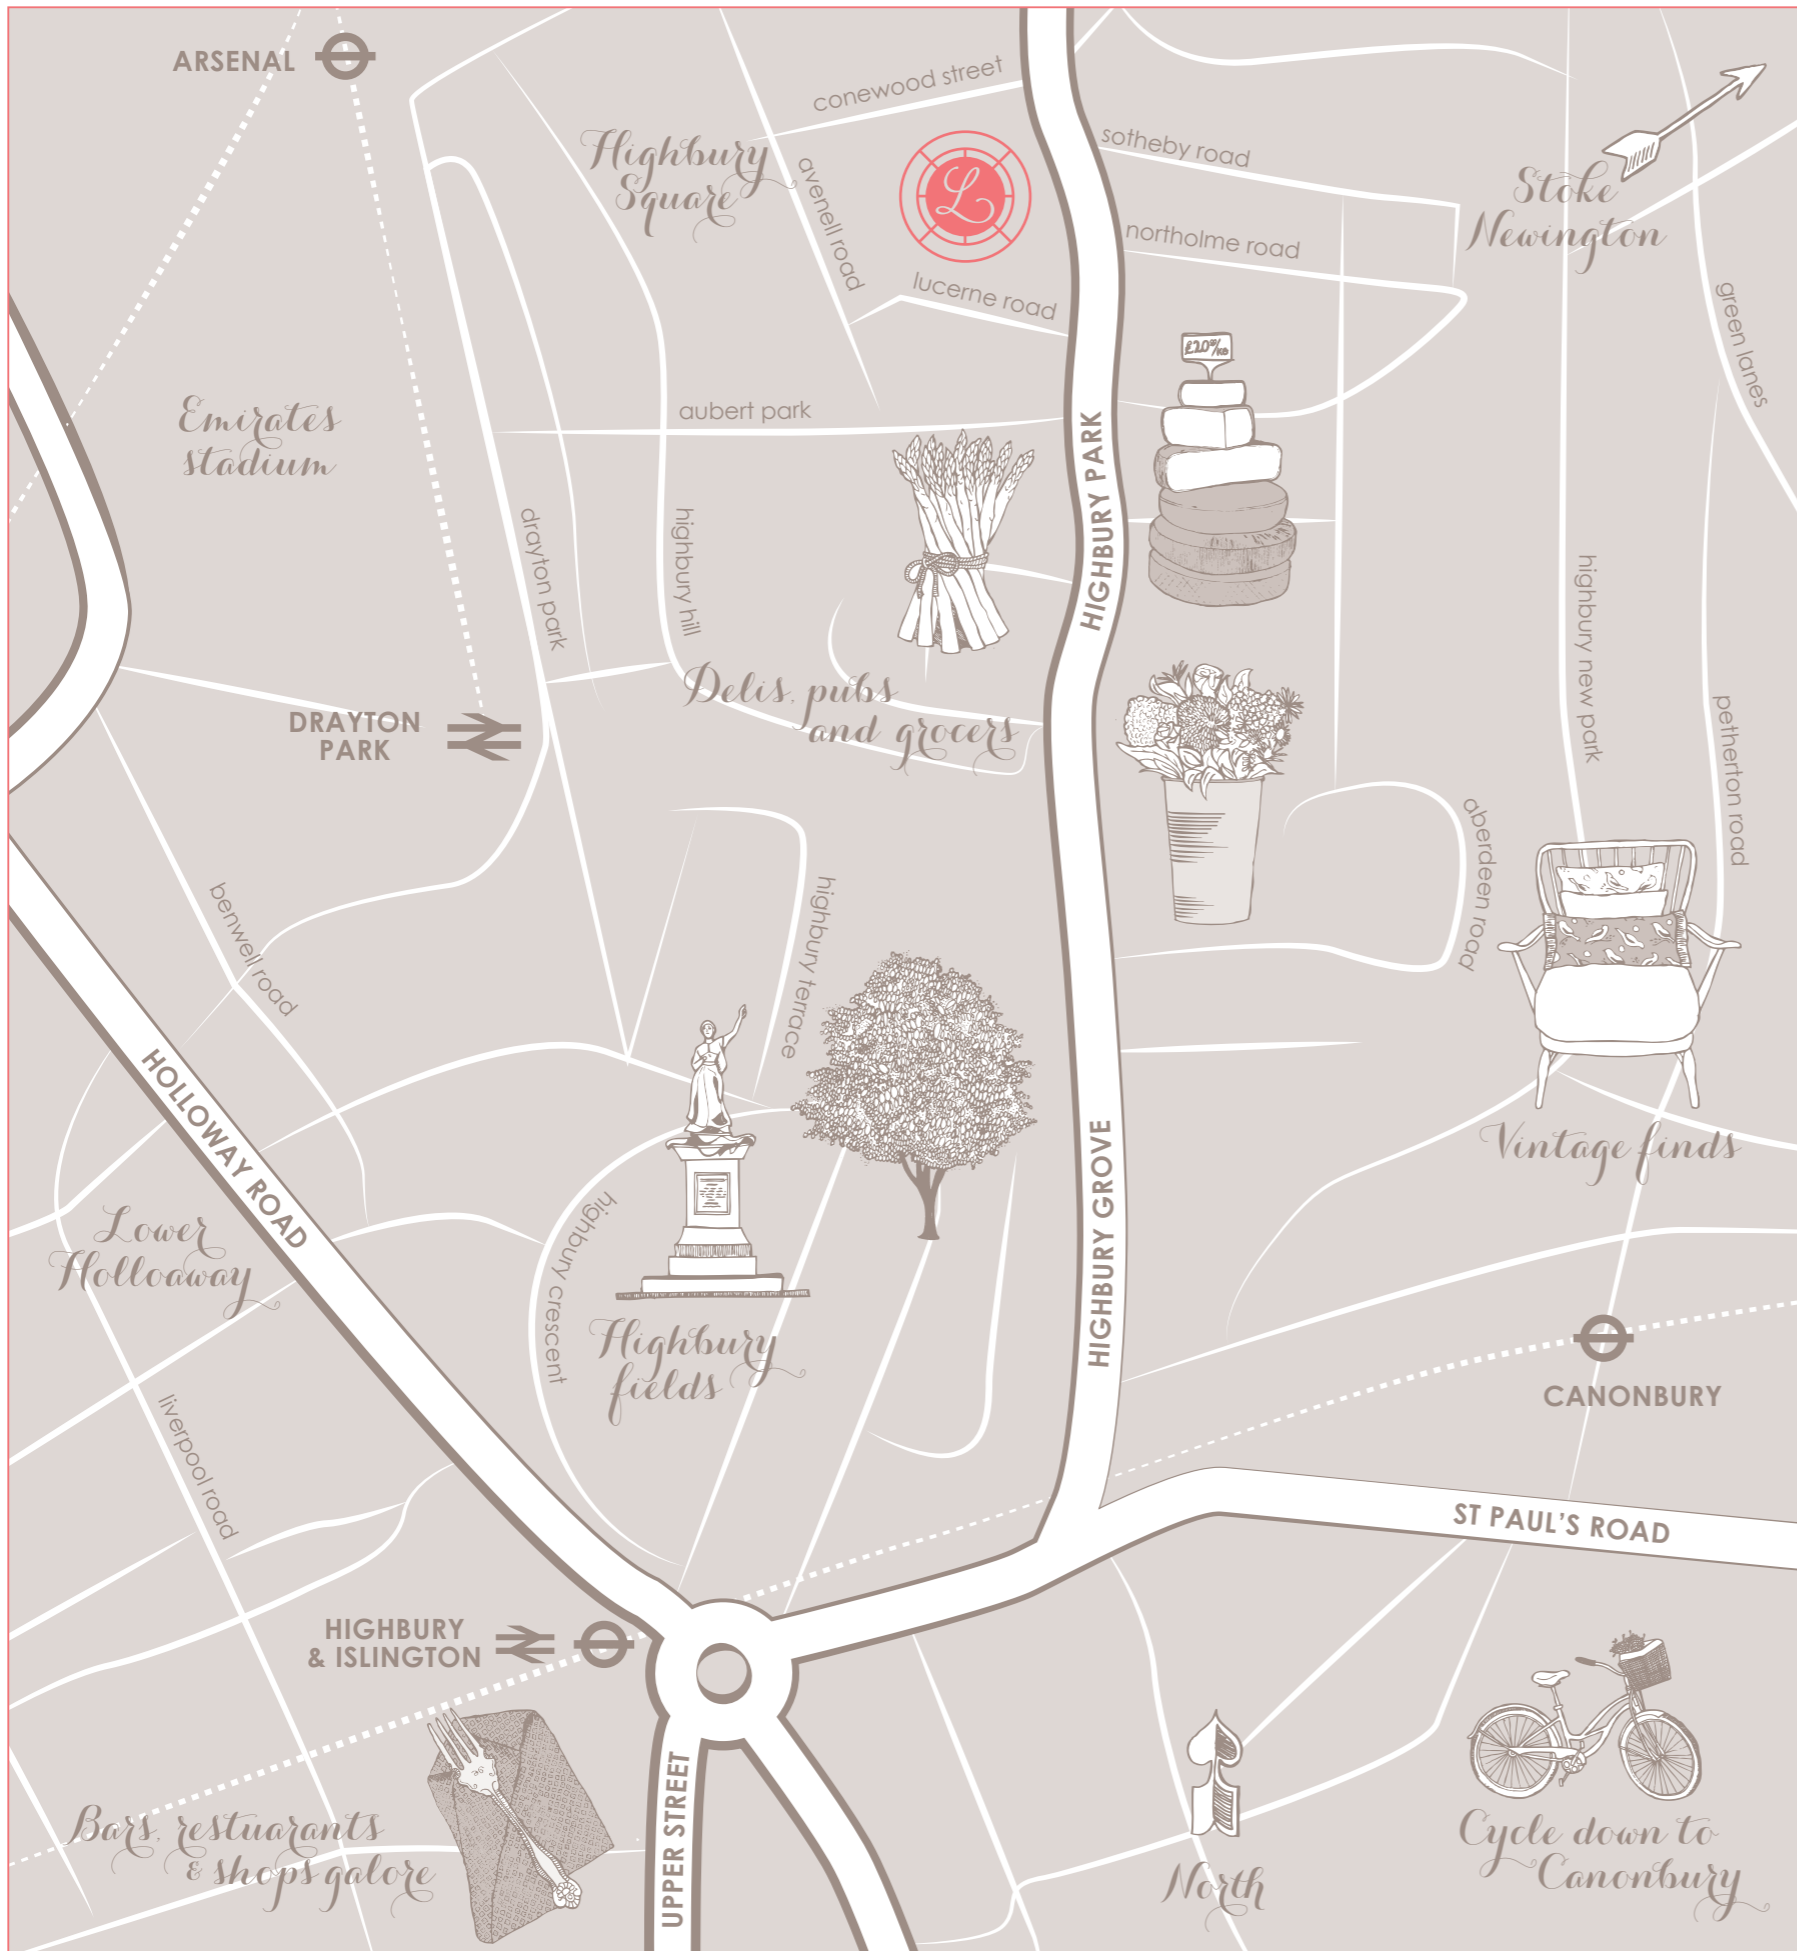 ARSENAL
conewood street
sotheby road
Highbury
Square
avenell road
L
Stoke
Newington
northolme road
lucerne road
green lanes
£20⁰⁰/KG
Emirates
stadium
aubert park
HIGHBURY PARK
drayton park
highbury hill
highbury new park
Delis, pubs
and grocers
DRAYTON
PARK
petherton road
aberdeen road
benwell road
highbury terrace
HOLLOWAY ROAD
HIGHBURY GROVE
Vintage finds
Lower
Holloaway
highbury crescent
Highbury
fields
CANONBURY
liverpool road
ST PAUL'S ROAD
HIGHBURY
& ISLINGTON
UPPER STREET
Bars, restuarants
& shops galore
North
Cycle down to
Canonbury